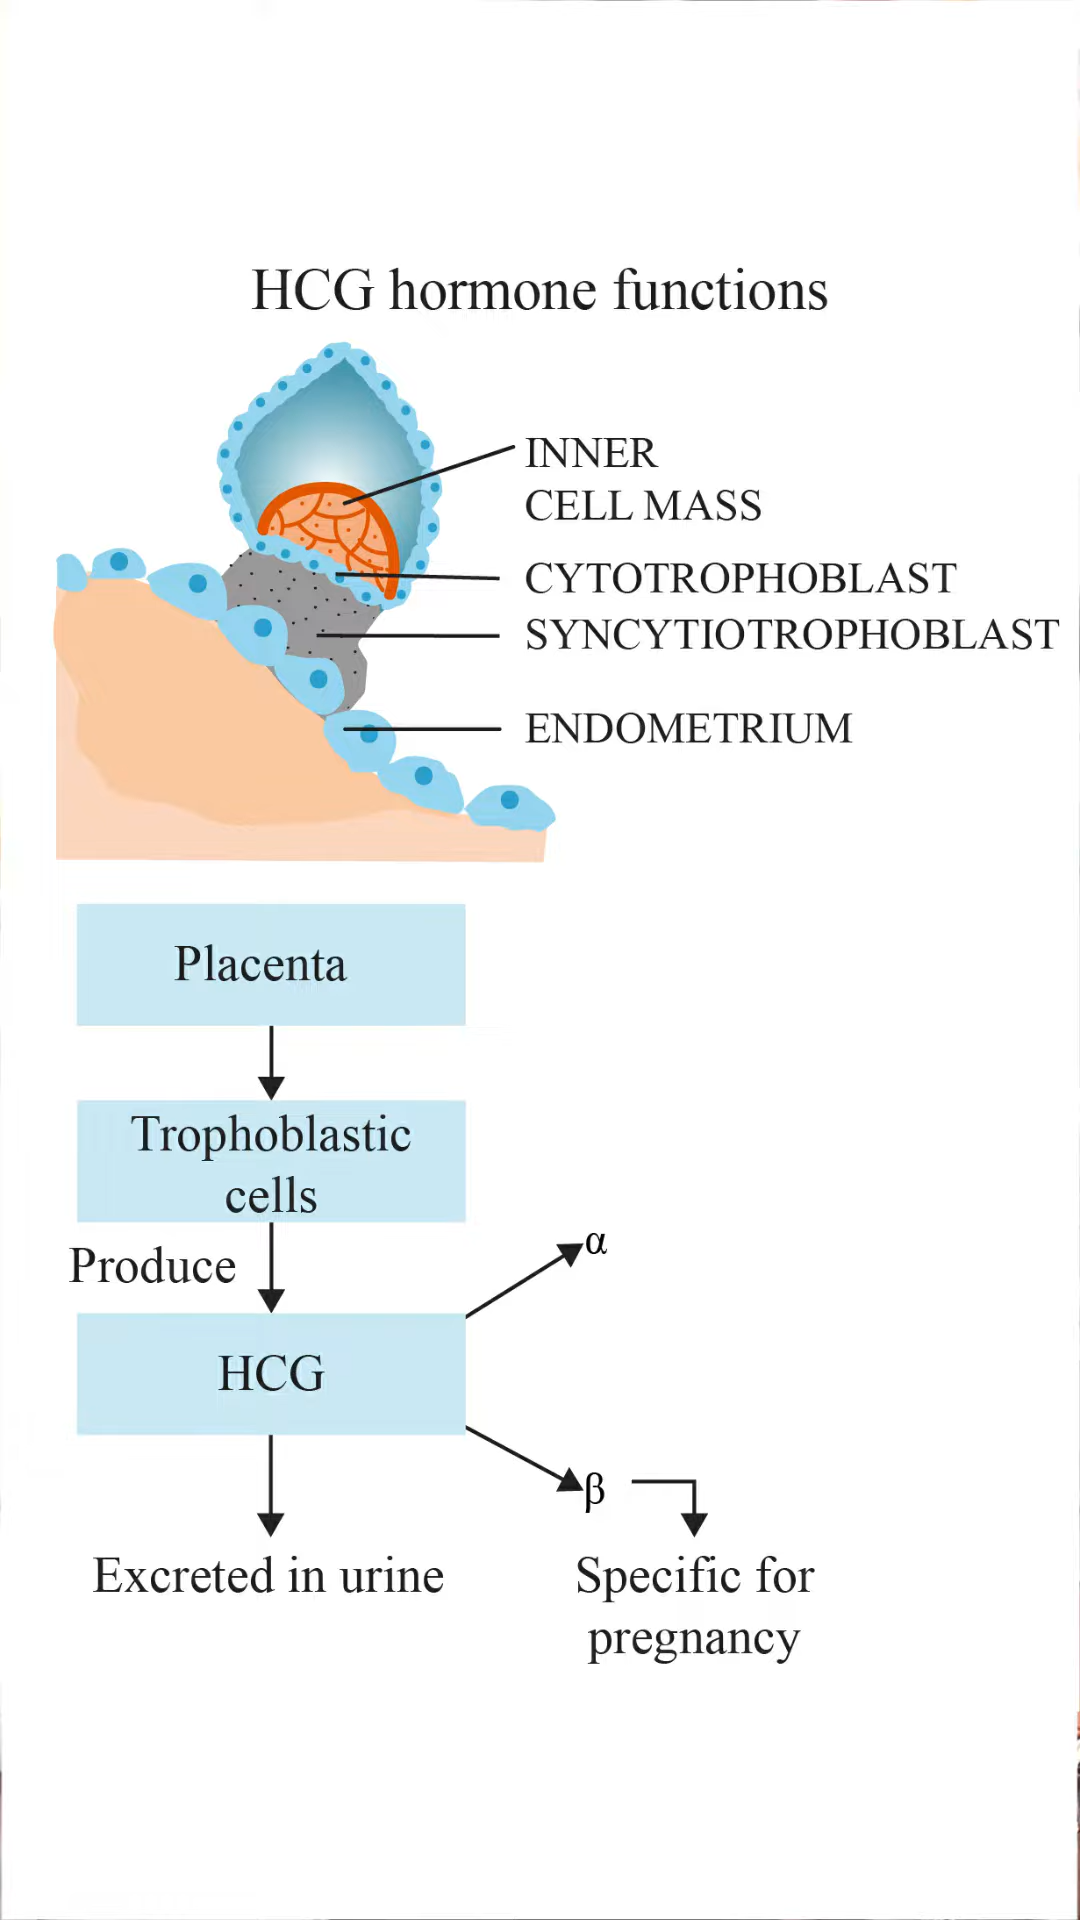 HCG hormone functions
INNER
CELL MASS
CYTOTROPHOBLAST
SYNCYTIOTROPHOBLAST
ENDOMETRIUM
Placenta
Trophoblastic
cells
Produce
α
HCG
β
Excreted in urine
Specific for
pregnancy